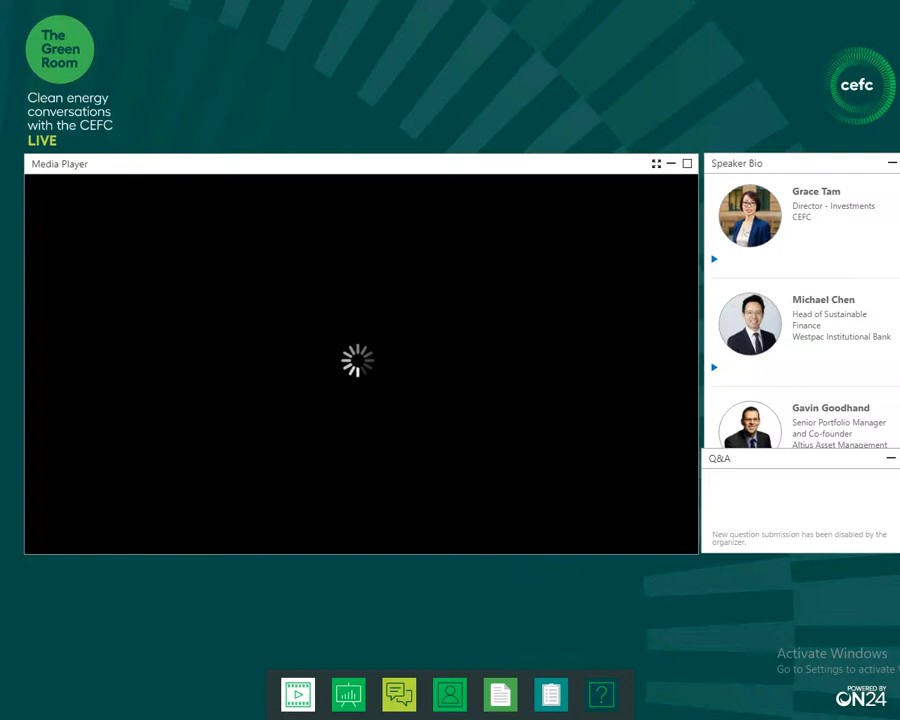 The
Green
Room
Clean energy
conversations
with the CEFC
LIVE
cefc
Media Player
Speaker Bio
Grace Tam
Director - Investments
CEFC
Michael Chen
Head of Sustainable
Finance
Westpac Institutional Bank
Gavin Goodhand
Senior Portfolio Manager
and Co-founder
Altius Asset Management
Q&A
New question submission has been disabled by the
organizer.
?
Activate Windows
Go to Settings to activate
POWERED BY
ON24